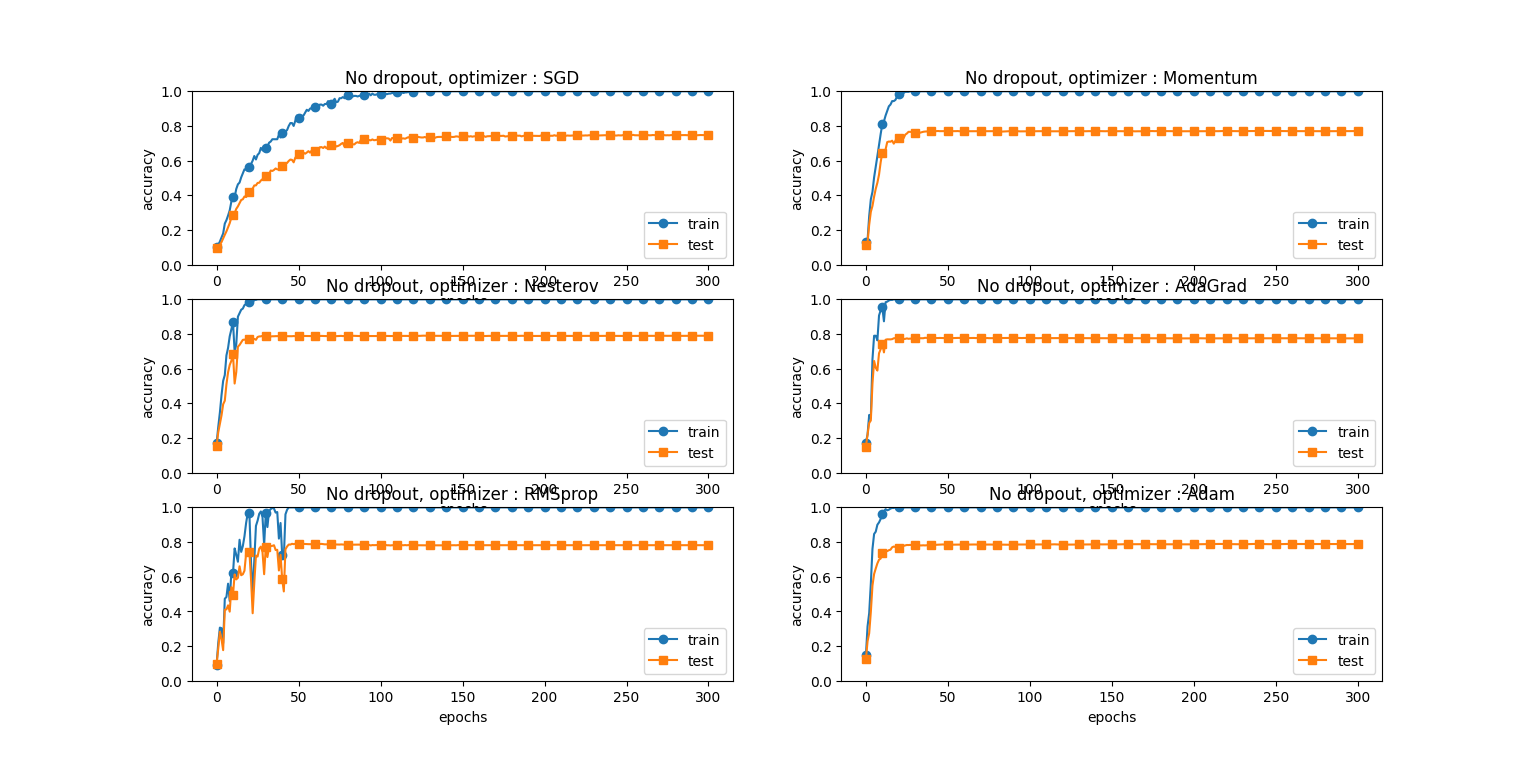 No dropout, optimizer : SGD
1.0
0.8
0.6
0.4
0.2
0.0
accuracy
train
test
0 50 100 150 200 250 300
epochs
No dropout, optimizer : Momentum
1.0
0.8
0.6
0.4
0.2
0.0
accuracy
train
test
0 50 100 150 200 250 300
epochs
No dropout, optimizer : Nesterov
1.0
0.8
0.6
0.4
0.2
0.0
accuracy
train
test
0 50 100 150 200 250 300
epochs
No dropout, optimizer : AdaGrad
1.0
0.8
0.6
0.4
0.2
0.0
accuracy
train
test
0 50 100 150 200 250 300
epochs
No dropout, optimizer : RMSprop
1.0
0.8
0.6
0.4
0.2
0.0
accuracy
train
test
0 50 100 150 200 250 300
epochs
No dropout, optimizer : Adam
1.0
0.8
0.6
0.4
0.2
0.0
accuracy
train
test
0 50 100 150 200 250 300
epochs